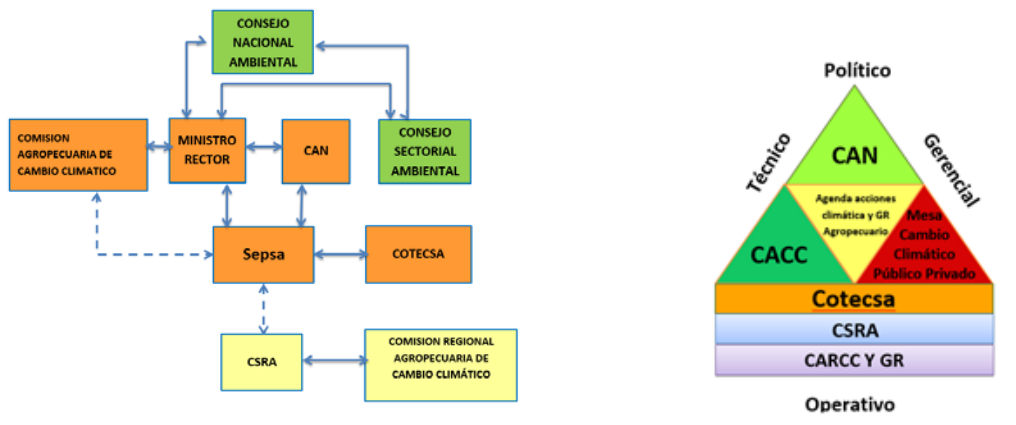 CONSEJO
NACIONAL
AMBIENTAL
COMISION
AGROPECUARIA DE
CAMBIO CLIMATICO
MINISTRO
RECTOR
CAN
CONSEJO
SECTORIAL
AMBIENTAL
Sepsa
COTECSA
CSRA
COMISION REGIONAL
AGROPECUARIA DE
CAMBIO CLIMÁTICO
Político
Técnico
Gerencial
CAN
Agenda acciones
climática y GR
Agropecuario
CACC
Mesa
Cambio
Climático
Público Privado
Cotecsa
CSRA
CARCC Y GR
Operativo